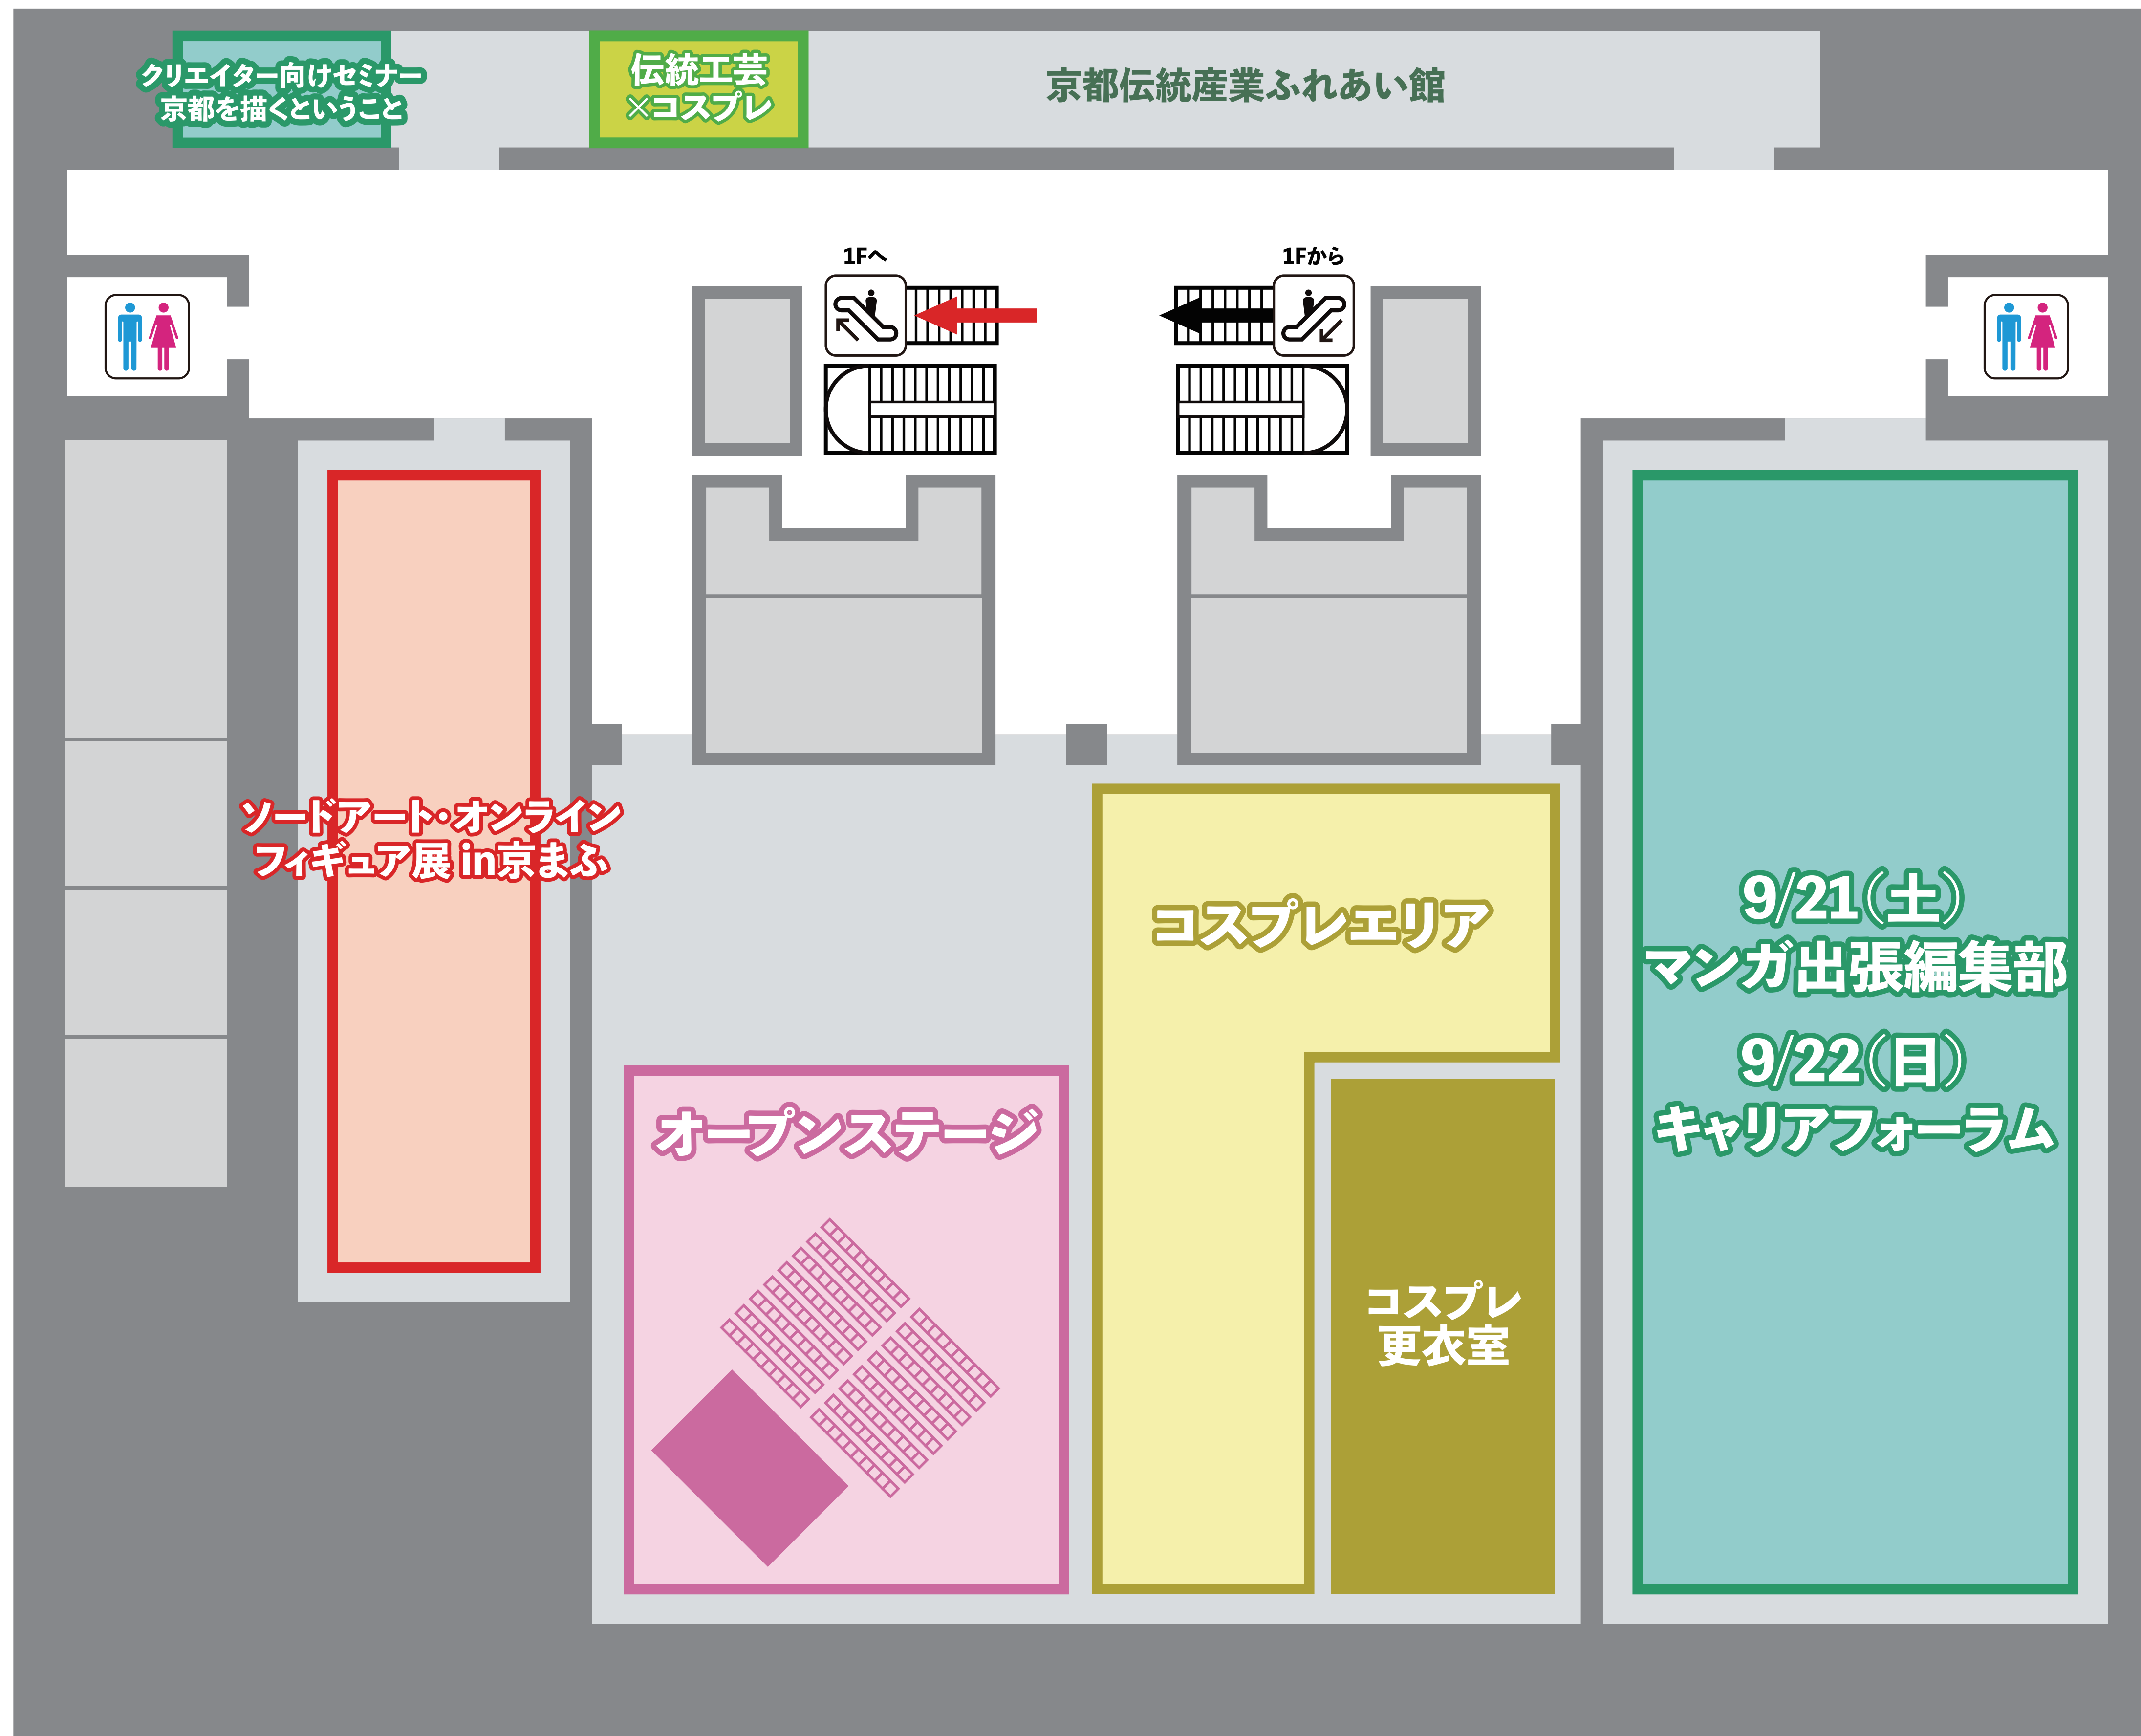 クリエイター向けセミナー
京都を描くということ
伝統工芸
×コスプレ
京都伝統産業ふれあい館
1Fへ
1Fから
ソードアート・オンライン
フィギュア展 in京まふ
コスプレエリア
9/21(土)
マンガ出張編集部
9/22(日)
キャリアフォーラム
オープンステージ
コスプレ
更衣室